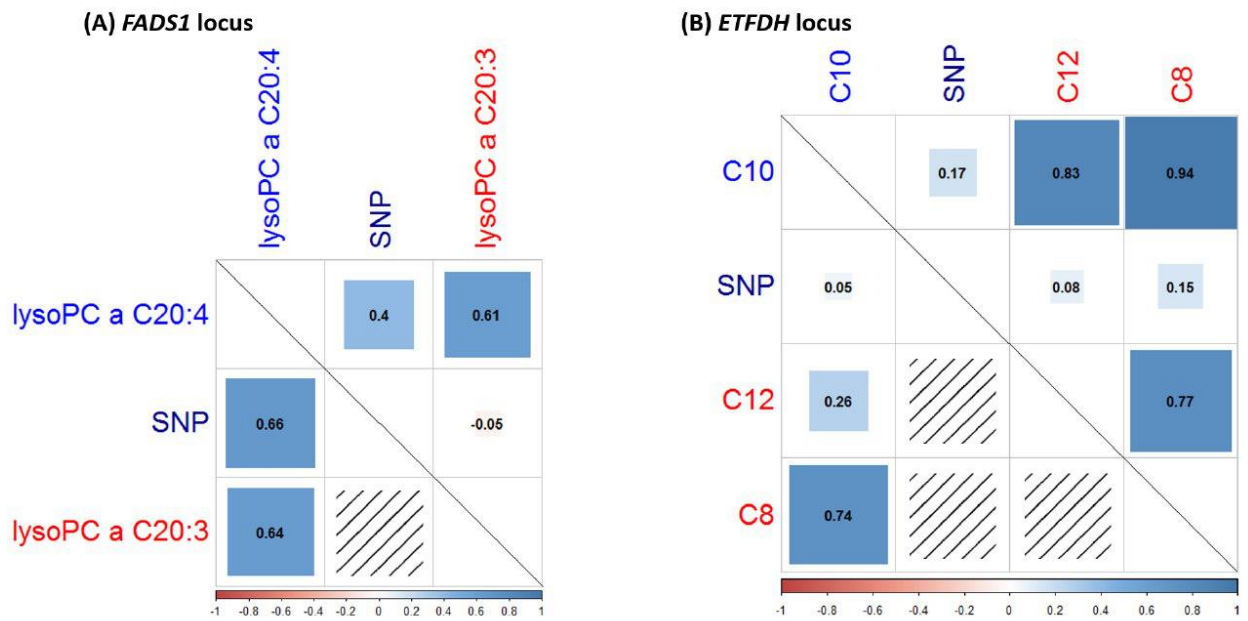 (A) FADS1 locus
lysoPC a C20:4
SNP
lysoPC a C20:3
lysoPC a C20:4
0.4
0.61
SNP
0.66
-0.05
lysoPC a C20:3
0.64
-1 -0.8 -0.6 -0.4 -0.2 0 0.2 0.4 0.6 0.8 1
(B) ETFDH locus
C10
SNP
C12
C8
C10
0.17
0.83
0.94
SNP
0.05
0.08
0.15
C12
0.26
0.77
C8
0.74
-1 -0.8 -0.6 -0.4 -0.2 0 0.2 0.4 0.6 0.8 1